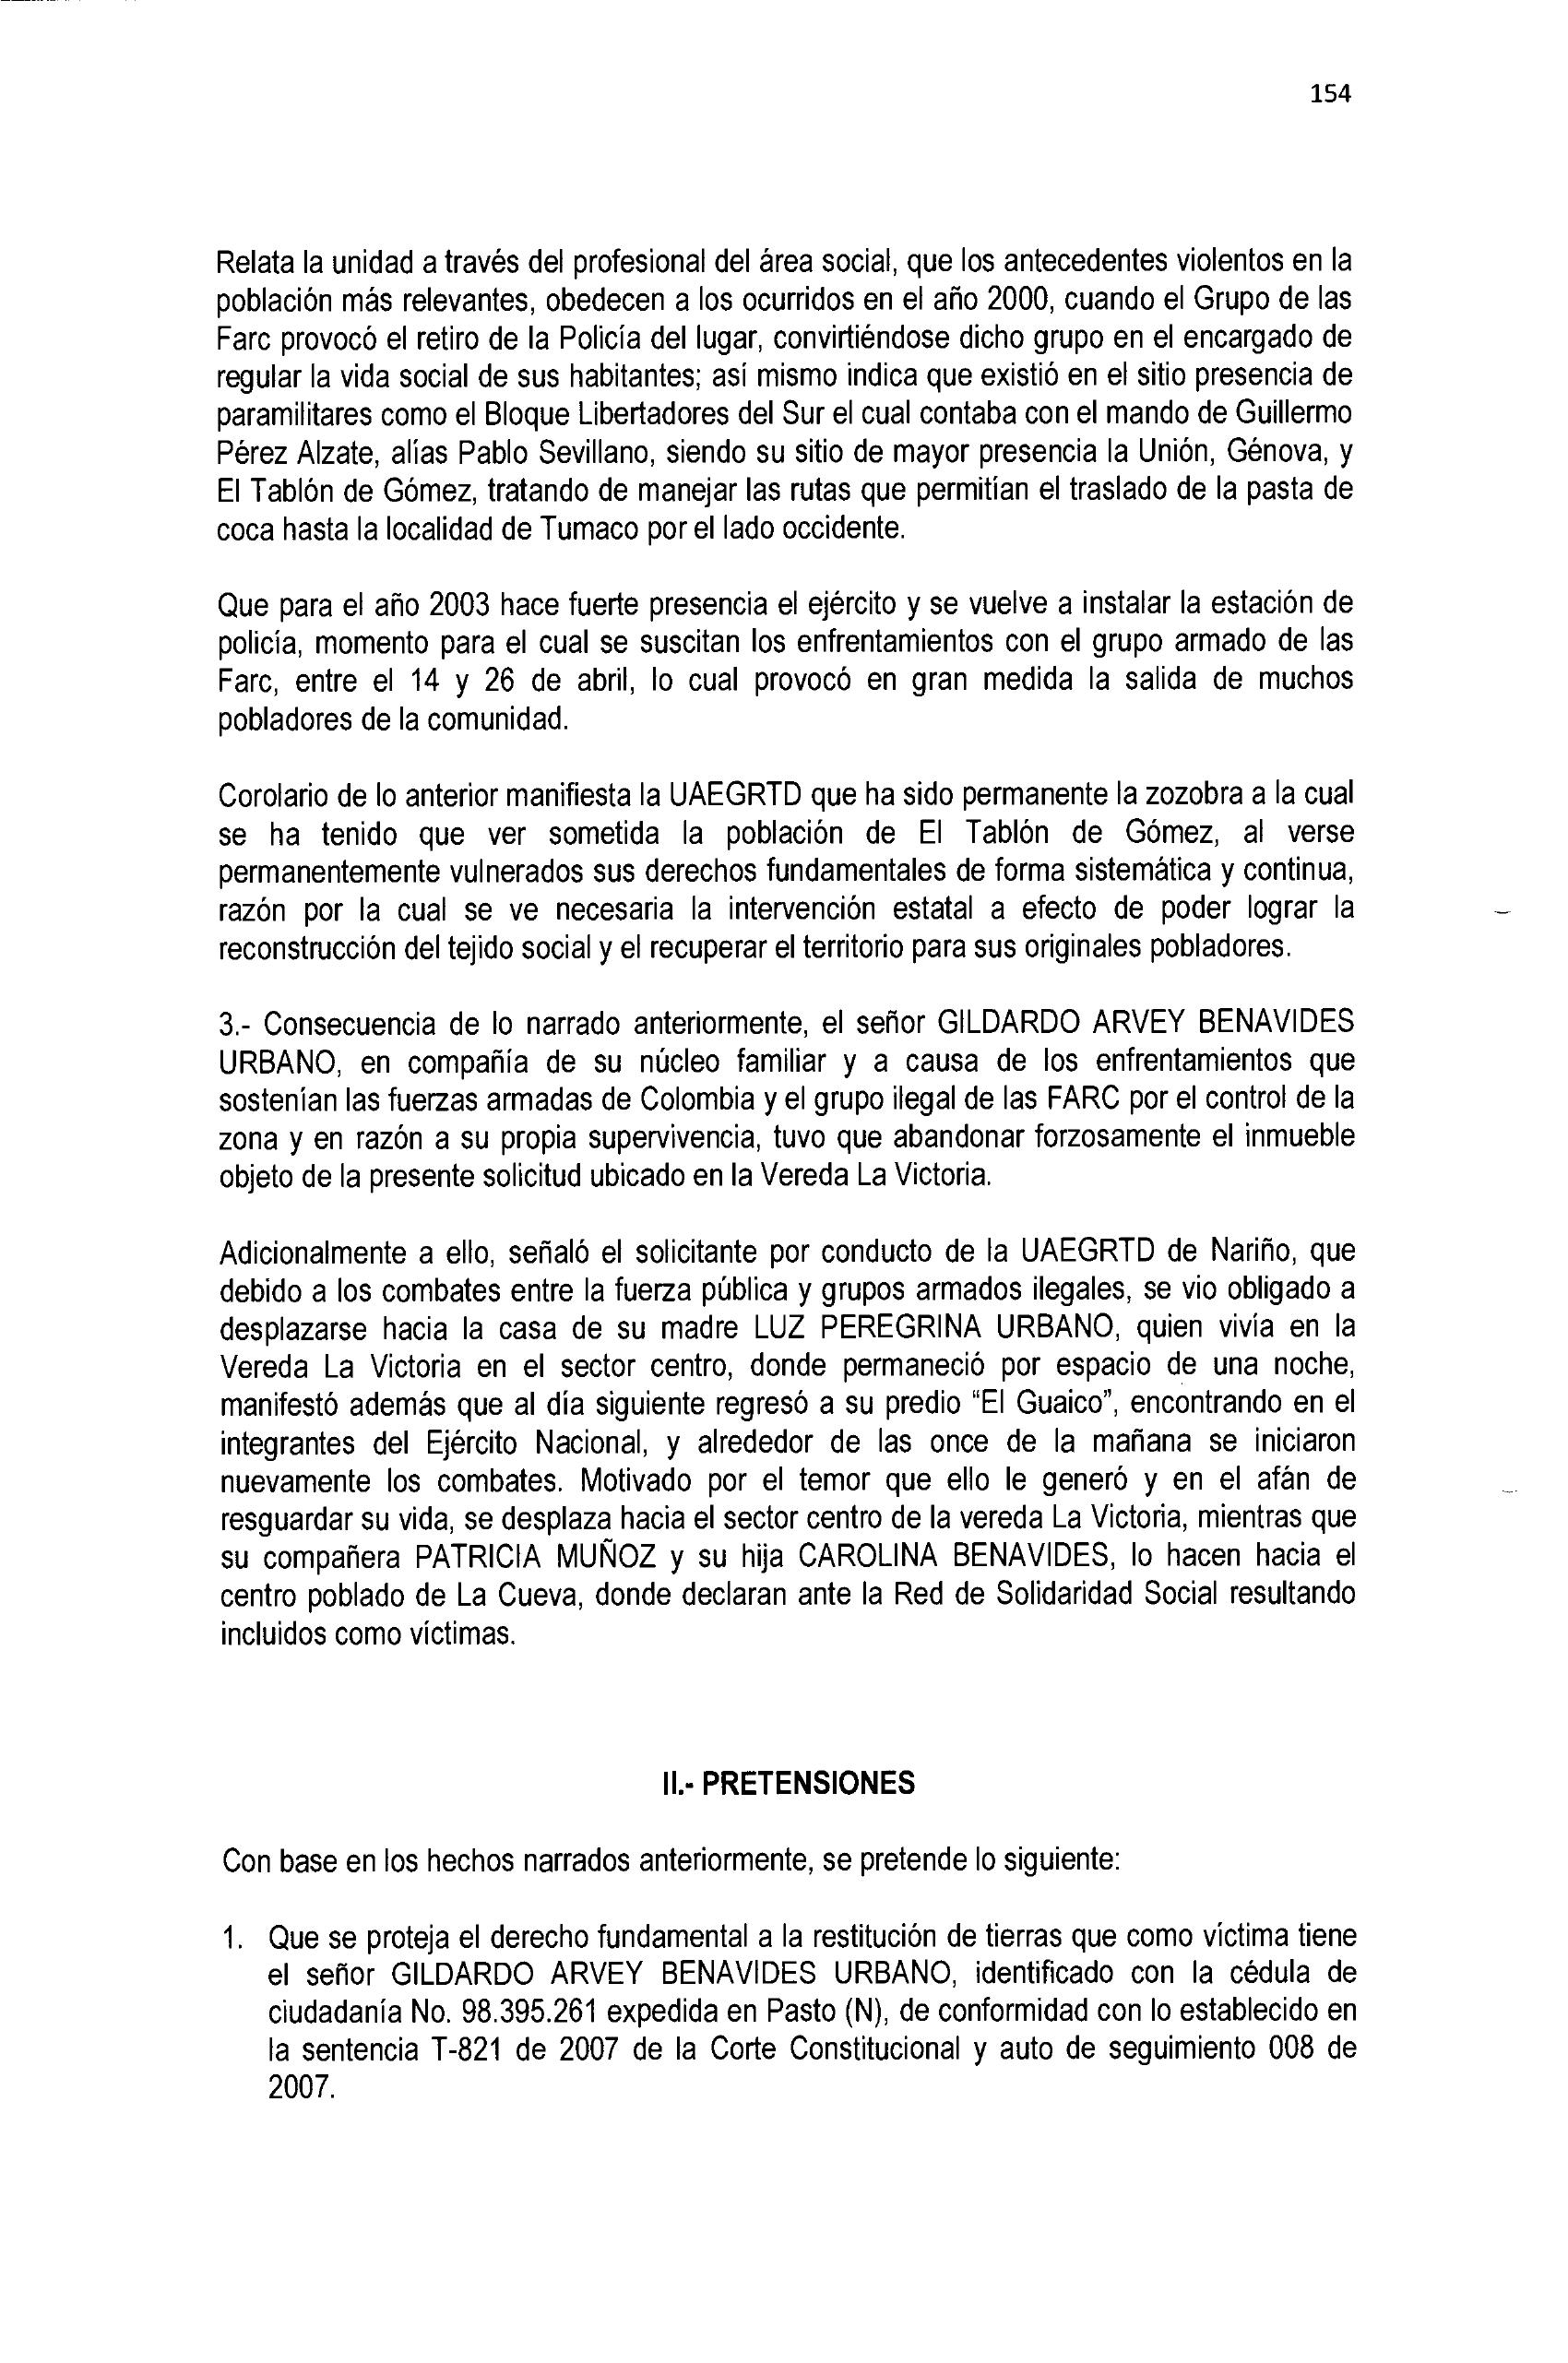 154
Relata la unidad a través del profesional del área social, que los antecedentes violentos en la
población más relevantes, obedecen a los ocurridos en el año 2000, cuando el Grupo de las
Farc provocó el retiro de la Policía del lugar, convirtiéndose dicho grupo en el encargado de
regular la vida social de sus habitantes; así mismo indica que existió en el sitio presencia de
paramilitares como el Bloque Libertadores del Sur el cual contaba con el mando de Guillermo
Pérez Alzate, alías Pablo Sevillano, siendo su sitio de mayor presencia la Unión, Génova, y
El Tablón de Gómez, tratando de manejar las rutas que permitían el traslado de la pasta de
coca hasta la localidad de Tumaco por el lado occidente.
Que para el año 2003 hace fuerte presencia el ejército y se vuelve a instalar la estación de
policía, momento para el cual se suscitan los enfrentamientos con el grupo armado de las
Farc, entre el 14 y 26 de abril, lo cual provocó en gran medida la salida de muchos
pobladores de la comunidad.
Corolario de lo anterior manifiesta la UAEGRTD que ha sido permanente la zozobra a la cual
se ha tenido que ver sometida la población de El Tablón de Gómez, al verse
permanentemente vulnerados sus derechos fundamentales de forma sistemática y continua,
razón por la cual se ve necesaria la intervención estatal a efecto de poder lograr la
reconstrucción del tejido social y el recuperar el territorio para sus originales pobladores.
3.- Consecuencia de lo narrado anteriormente, el señor GILDARDO ARVEY BENAVIDES
URBANO, en compañía de su núcleo familiar y a causa de los enfrentamientos que
sostenían las fuerzas armadas de Colombia y el grupo ilegal de las FARC por el control de la
zona y en razón a su propia supervivencia, tuvo que abandonar forzosamente el inmueble
objeto de la presente solicitud ubicado en la Vereda La Victoria.
Adicionalmente a ello, señaló el solicitante por conducto de la UAEGRTD de Nariño, que
debido a los combates entre la fuerza pública y grupos armados ilegales, se vio obligado a
desplazarse hacia la casa de su madre LUZ PEREGRINA URBANO, quien vivía en la
Vereda La Victoria en el sector centro, donde permaneció por espacio de una noche,
manifestó además que al día siguiente regresó a su predio “El Guaico”, encontrando en el
integrantes del Ejército Nacional, y alrededor de las once de la mañana se iniciaron
nuevamente los combates. Motivado por el temor que ello le generó y en el afán de
resguardar su vida, se desplaza hacia el sector centro de la vereda La Victoria, mientras que
su compañera PATRICIA MUÑOZ y su hija CAROLINA BENAVIDES, lo hacen hacia el
centro poblado de La Cueva, donde declaran ante la Red de Solidaridad Social resultando
incluidos como víctimas.
II.- PRETENSIONES
Con base en los hechos narrados anteriormente, se pretende lo siguiente:
1. Que se proteja el derecho fundamental a la restitución de tierras que como víctima tiene
el señor GILDARDO ARVEY BENAVIDES URBANO, identificado con la cédula de
ciudadanía No. 98.395.261 expedida en Pasto (N), de conformidad con lo establecido en
la sentencia T-821 de 2007 de la Corte Constitucional y auto de seguimiento 008 de
2007.